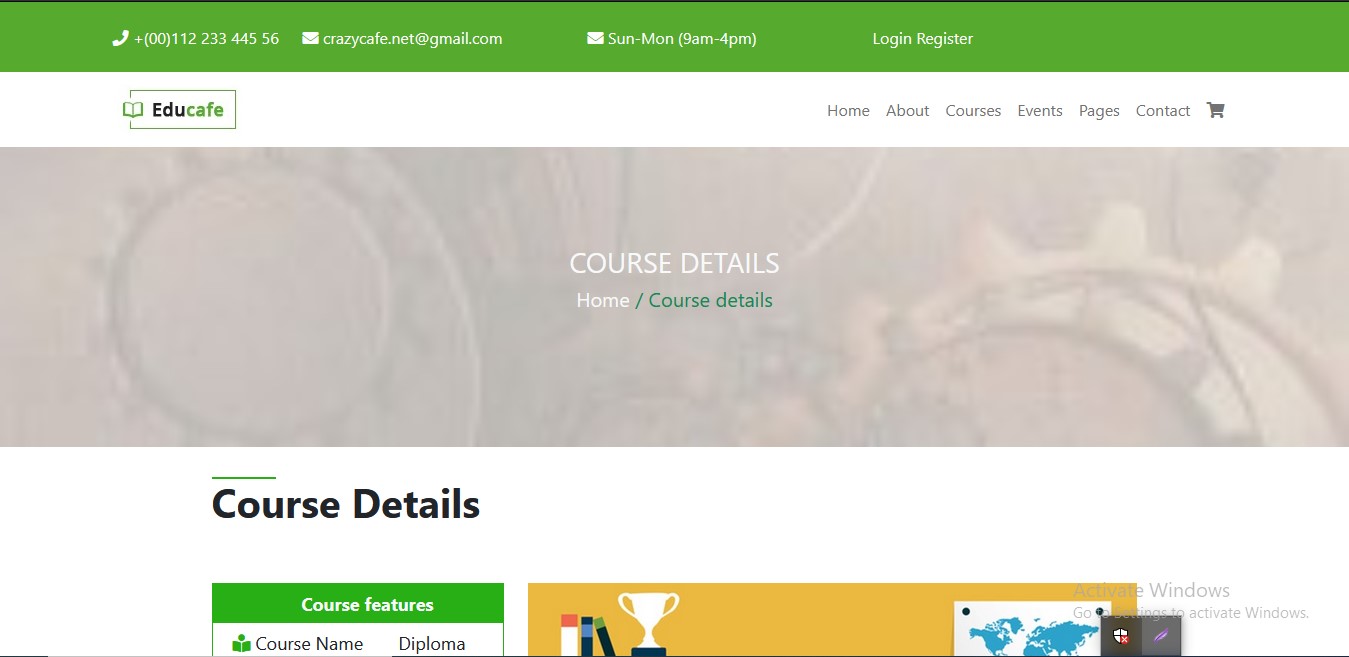 +(00)112 233 445 56 crazycafe.net@gmail.com Sun-Mon (9am-4pm) Login Register
Educafe Home About Courses Events Pages Contact
COURSE DETAILS
Home / Course details
Course Details
Course features
Course Name Diploma
Activate Windows
Go to Settings to activate Windows.